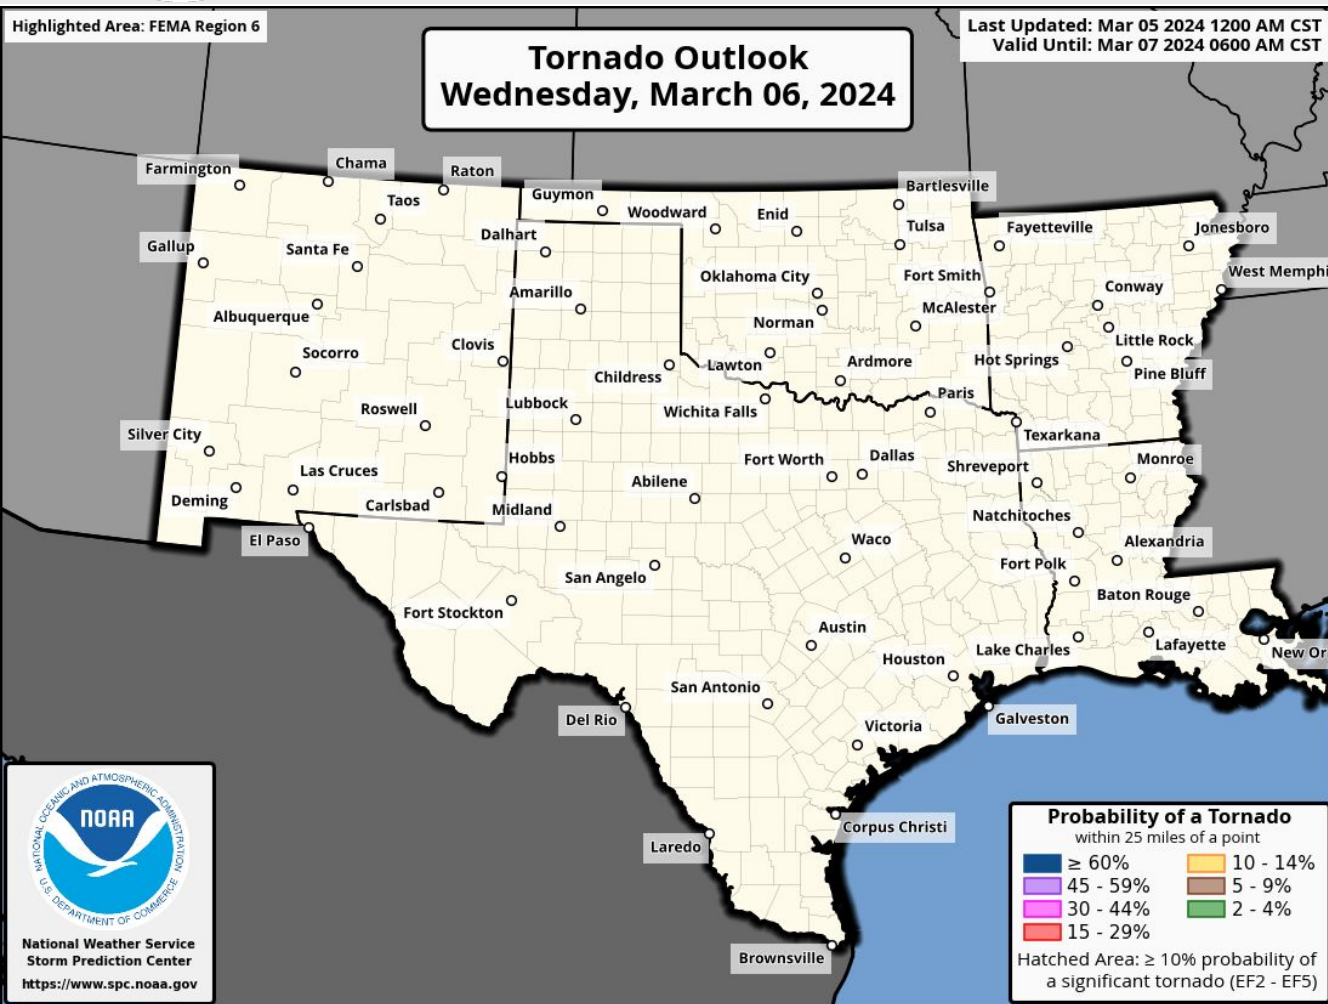 Highlighted Area: FEMA Region 6
Last Updated: Mar 05 2024 1200 AM CST
Valid Until: Mar 07 2024 0600 AM CST
Tornado Outlook
Wednesday, March 06, 2024
Farmington
Chama
Raton
Taos
Guymon
Woodward
Enid
Bartlesville
Tulsa
Fayetteville
Jonesboro
Gallup
Santa Fe
Dalhart
Oklahoma City
Fort Smith
West Memphi
Amarillo
Conway
Albuquerque
Norman
McAlester
Little Rock
Socorro
Clovis
Childress
Lawton
Ardmore
Hot Springs
Pine Bluff
Roswell
Lubbock
Wichita Falls
Paris
Silver City
Texarkana
Las Cruces
Hobbs
Abilene
Fort Worth
Dallas
Shreveport
Monroe
Deming
Carlsbad
Midland
Natchitoches
El Paso
Waco
Alexandria
San Angelo
Fort Polk
Fort Stockton
Baton Rouge
Austin
Houston
Lake Charles
Lafayette
New Or
San Antonio
Del Rio
Victoria
Galveston
Corpus Christi
Laredo
Brownsville
NATIONAL OCEANIC AND ATMOSPHERIC ADMINISTRATION
NOAA
U.S. DEPARTMENT OF COMMERCE
National Weather Service
Storm Prediction Center
https://www.spc.noaa.gov
Probability of a Tornado
within 25 miles of a point
≥ 60% 10 - 14%
45 - 59% 5 - 9%
30 - 44% 2 - 4%
15 - 29%
Hatched Area: ≥ 10% probability of
a significant tornado (EF2 - EF5)